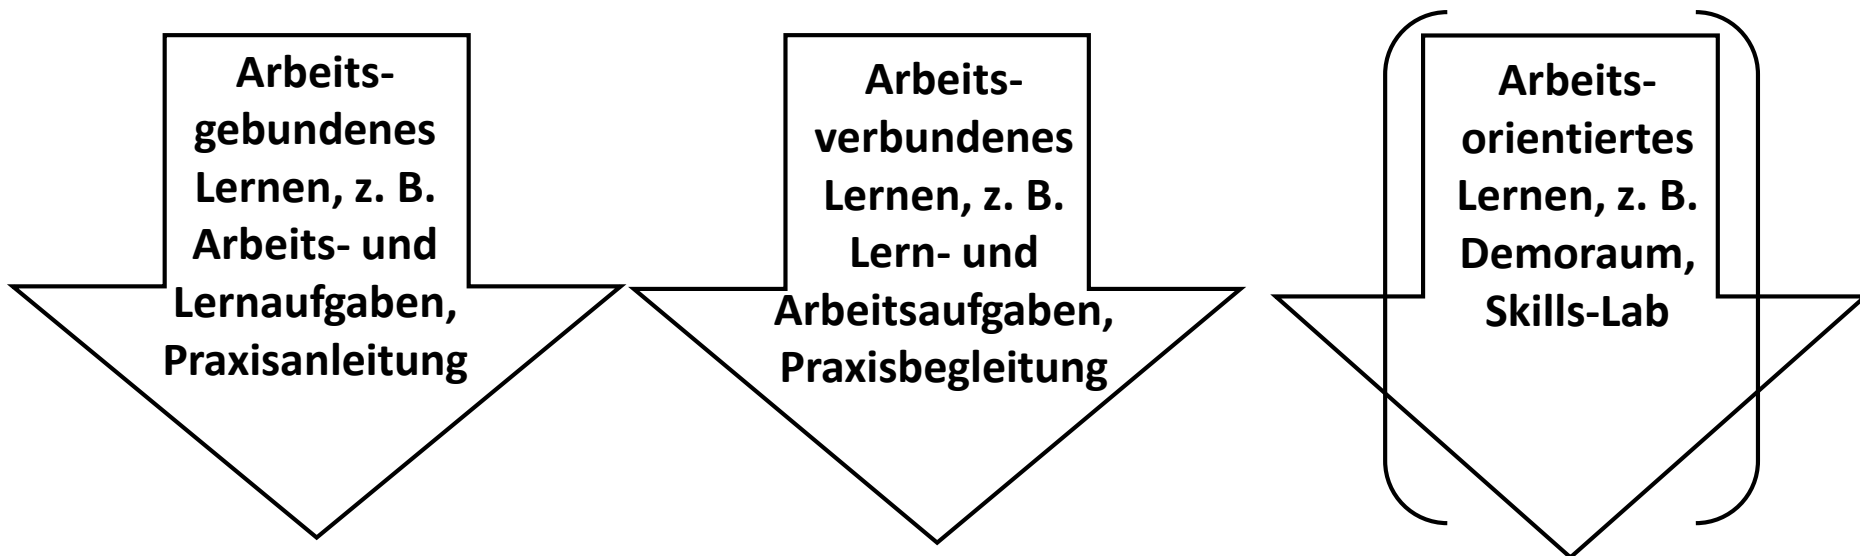 Arbeits-
gebundenes
Lernen, z. B.
Arbeits- und
Lernaufgaben,
Praxisanleitung
Arbeits-
verbundenes
Lernen, z. B.
Lern- und
Arbeitsaufgaben,
Praxisbegleitung
Arbeits-
orientiertes
Lernen, z. B.
Demoraum,
Skills-Lab